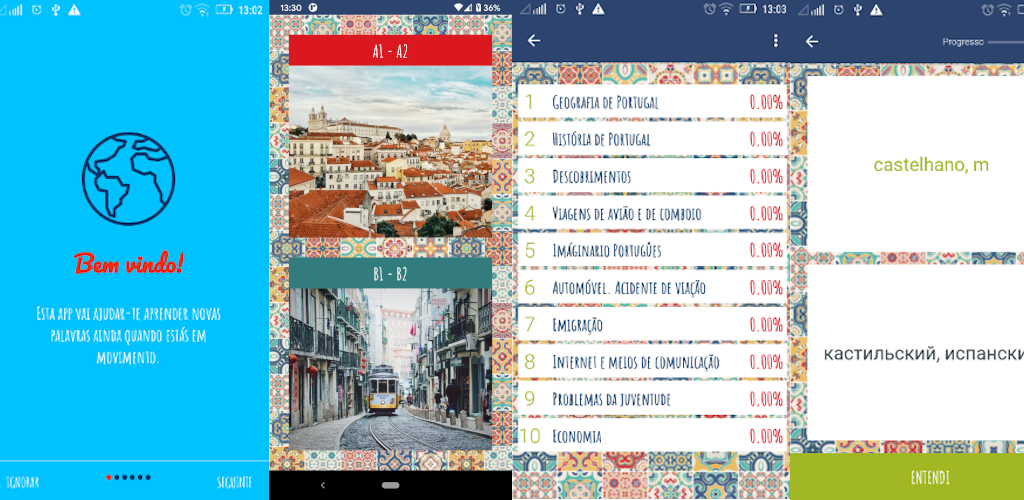 13:02
Bem vindo!
Esta app vai ajudar-te aprender novas
palavras ainda quando estiás em
movimento.
Ignorar
Seguinte
13:30
36%
A1 - A2
B1 - B2
13:03
1 Geografia de Portugal 0.00%
2 História de Portugal 0.00%
3 Descobrimentos 0.00%
4 Viagens de avião e de comboio 0.00%
5 Imáginario Portugûes 0.00%
6 Automóvel. Acidente de viação 0.00%
7 Emigração 0.00%
8 Internet e meios de comunicação 0.00%
9 Problemas da juventude 0.00%
10 Economia 0.00%
Progresso
castelhano, m
кастильский, испански
Entendi